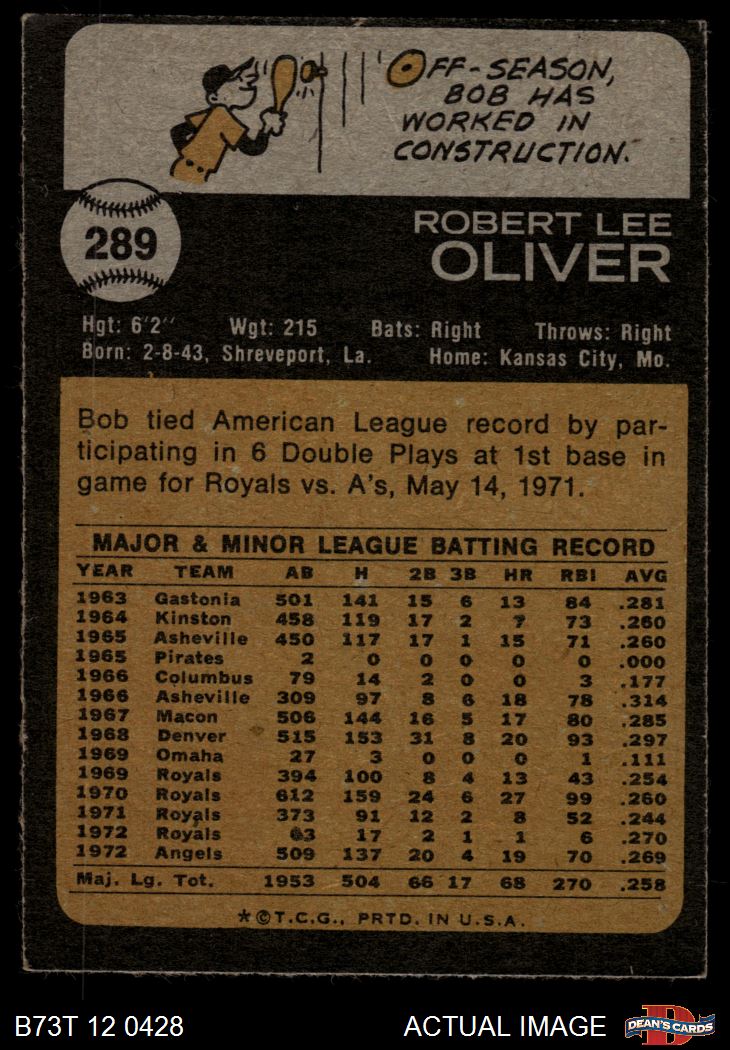 OFF-SEASON,
BOB HAS
WORKED IN
CONSTRUCTION.
289
ROBERT LEE
OLIVER
Hgt: 6'2" Wgt: 215 Bats: Right Throws: Right
Born: 2-8-43, Shreveport, La. Home: Kansas City, Mo.
Bob tied American League record by par-
ticipating in 6 Double Plays at 1st base in
game for Royals vs. A's, May 14, 1971.
MAJOR & MINOR LEAGUE BATTING RECORD
YEAR TEAM AB H 2B 3B HR RBI AVG
1963 Gastonia 501 141 15 6 13 84 .281
1964 Kinston 458 119 17 2 7 73 .260
1965 Asheville 450 117 17 1 15 71 .260
1965 Pirates 2 0 0 0 0 0 .000
1966 Columbus 79 14 2 0 0 3 .177
1966 Asheville 309 97 8 6 18 78 .314
1967 Macon 506 144 16 5 17 80 .285
1968 Denver 515 153 31 8 20 93 .297
1969 Omaha 27 3 0 0 0 1 .111
1969 Royals 394 100 8 4 13 43 .254
1970 Royals 612 159 24 6 27 99 .260
1971 Royals 373 91 12 2 8 52 .244
1972 Royals 63 17 2 1 1 6 .270
1972 Angels 509 137 20 4 19 70 .269
Maj. Lg. Tot. 1953 504 66 17 68 270 .258
*©T.C.G., PRTD. IN U.S.A.
B73T 12 0428 ACTUAL IMAGE DEAN'S CARDS